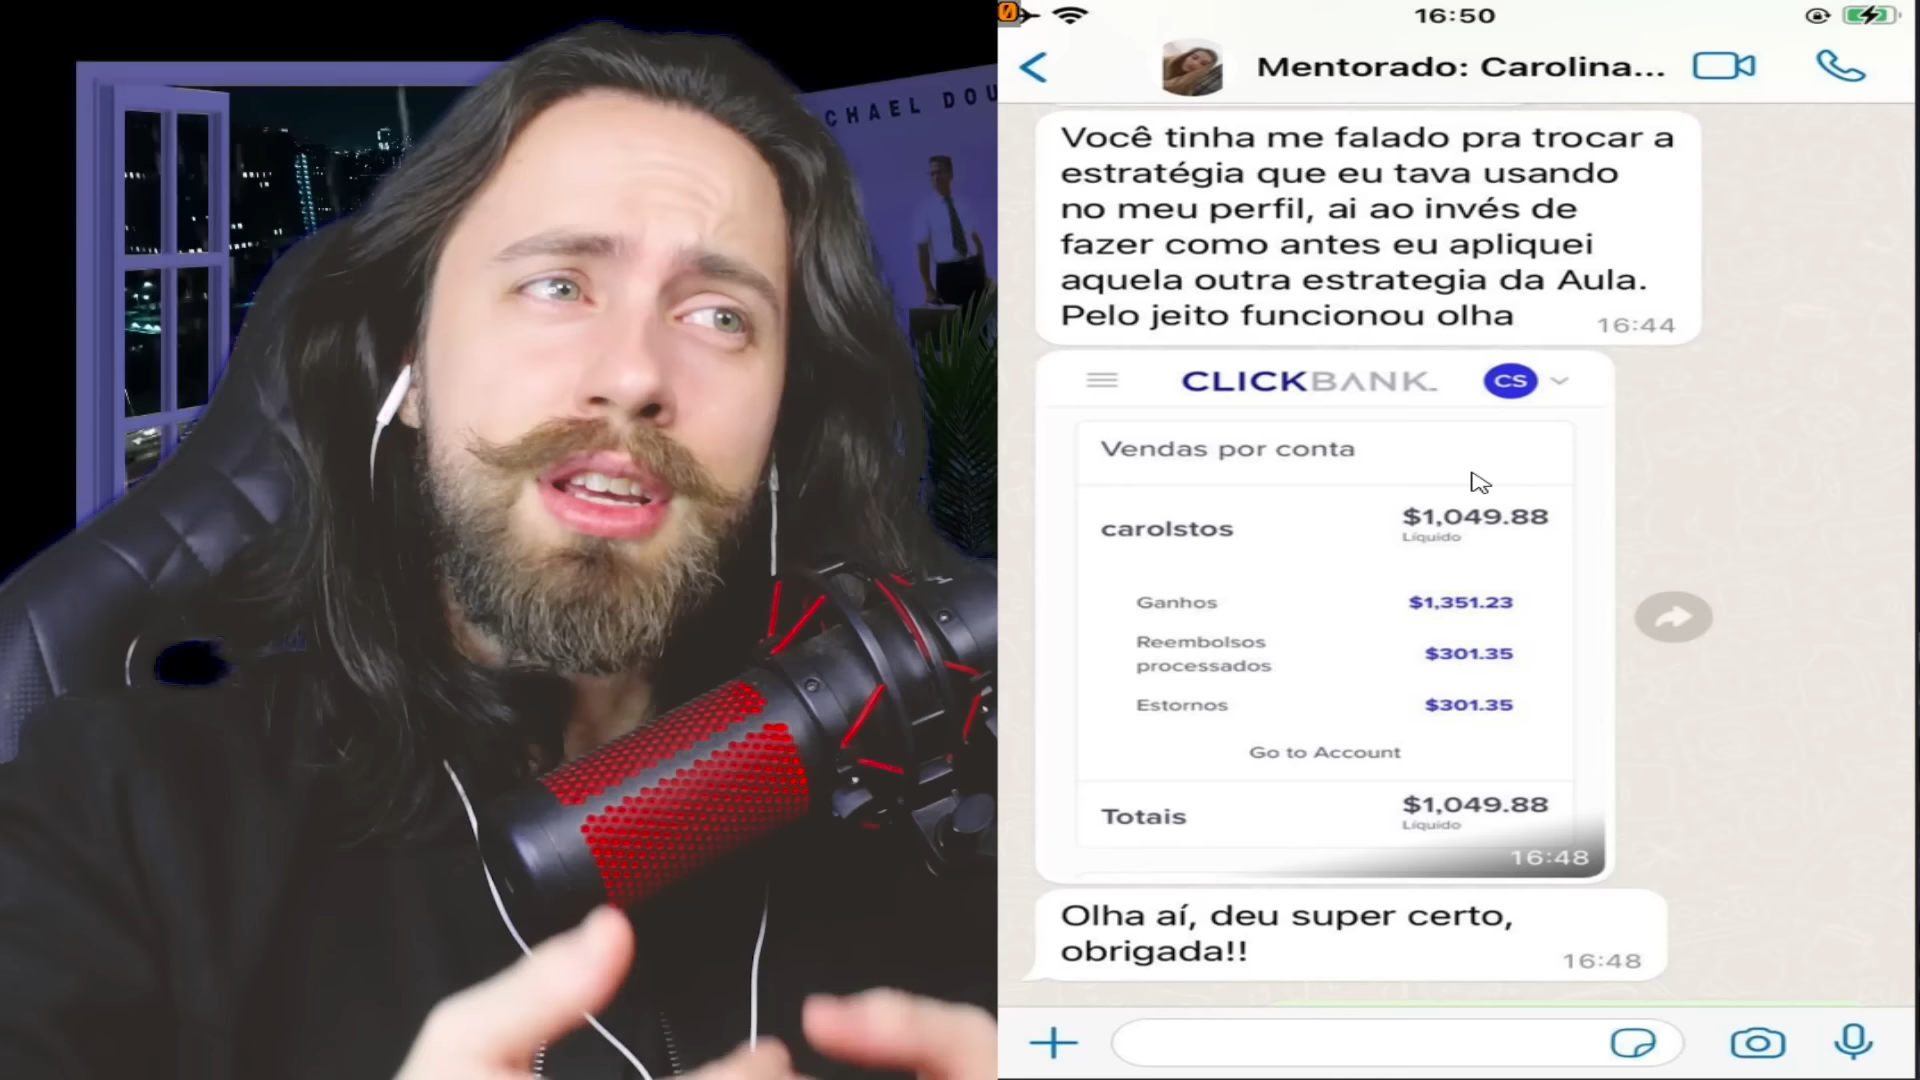 CHAEL DOU
16:50
Mentorado: Carolina...
Você tinha me falado pra trocar a
estratégia que eu tava usando
no meu perfil, ai ao invés de
fazer como antes eu apliquei
aquela outra estrategia da Aula.
Pelo jeito funcionou olha
16:44
CLICKBANK.
CS
Vendas por conta
carolstos
$1,049.88
Líquido
Ganhos
$1,351.23
Reembolsos
processados
$301.35
Estornos
$301.35
Go to Account
Totais
$1,049.88
Líquido
16:48
Olha aí, deu super certo,
obrigada!!
16:48